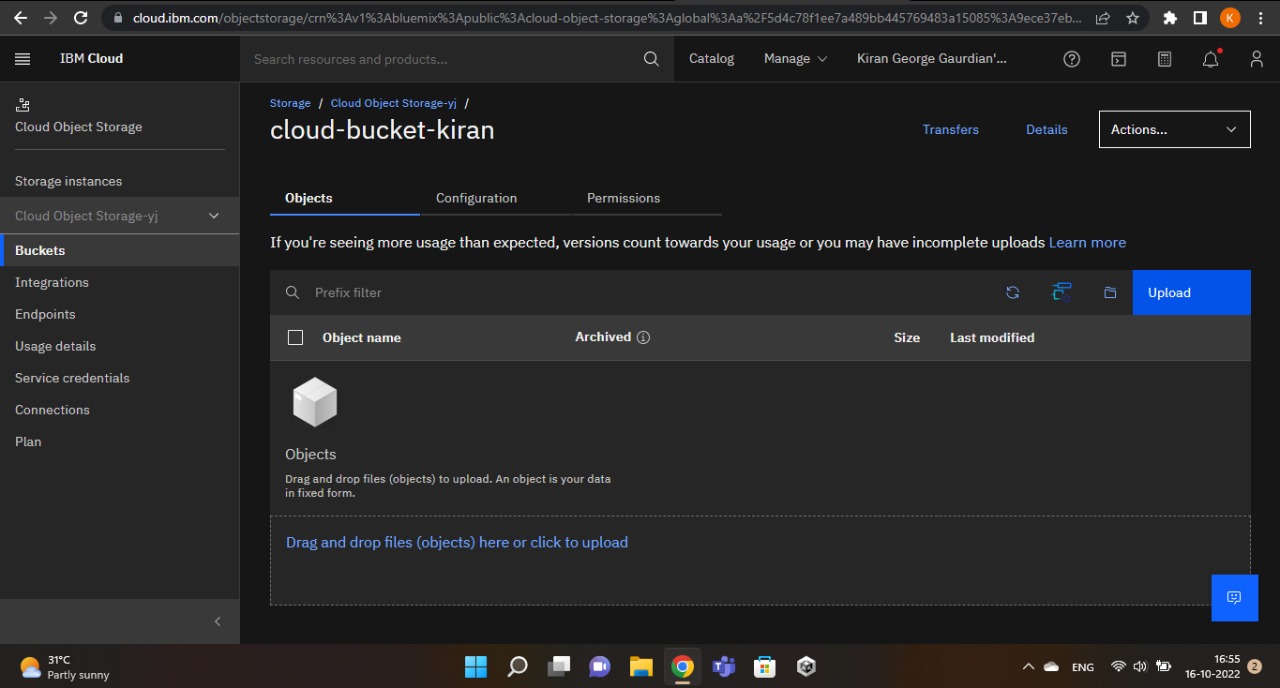 cloud.ibm.com/objectstorage/crn%3Av1%3Abluemix%3Apublic%3Acloud-object-storage%3Aglobal%3Aa%2F5d4c78f1ee7a489bb445769483a15085%3A9ece37eb...
K
IBM Cloud
Search resources and products...
Catalog
Manage
Kiran George Gaurdian'...
Cloud Object Storage
Storage instances
Cloud Object Storage-yj
Buckets
Integrations
Endpoints
Usage details
Service credentials
Connections
Plan
Storage / Cloud Object Storage-yj /
cloud-bucket-kiran
Transfers
Details
Actions...
Objects
Configuration
Permissions
If you're seeing more usage than expected, versions count towards your usage or you may have incomplete uploads Learn more
Prefix filter
Upload
Object name
Archived
Size
Last modified
Objects
Drag and drop files (objects) to upload. An object is your data
in fixed form.
Drag and drop files (objects) here or click to upload
31°C
Partly sunny
ENG
16:55
16-10-2022
2